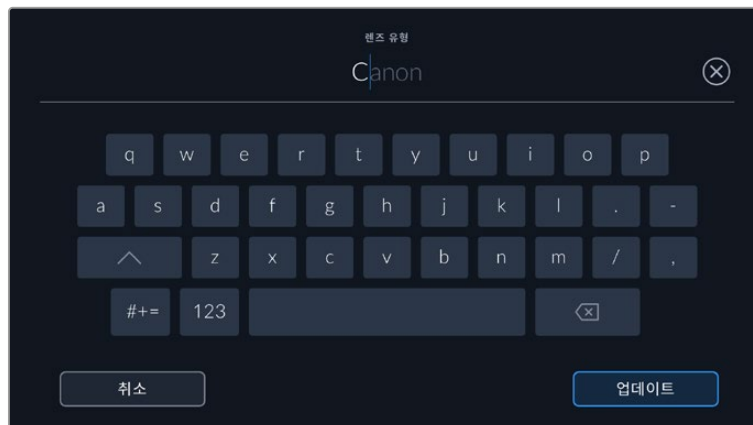 렌즈 유형
Canon
q w e r t y u i o p
a s d f g h j k l . -
z x c v b n m / ,
#+= 123
취소 업데이트